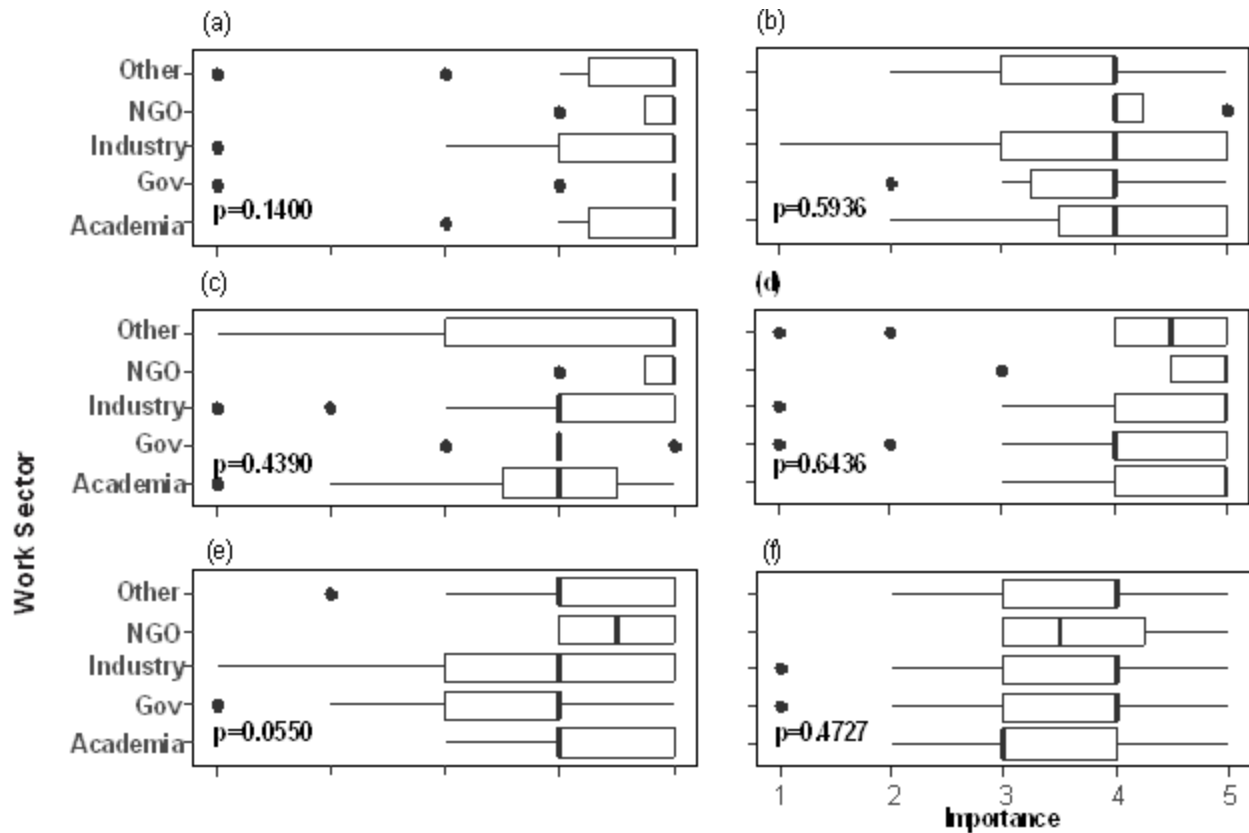 (a)
Other
NGO
Industry
Gov
Academia
p=0.1400
(b)
p=0.5936
(c)
Other
NGO
Industry
Gov
Academia
p=0.4390
(d)
p=0.6436
(e)
Other
NGO
Industry
Gov
Academia
p=0.0550
(f)
p=0.4727
1 2 3 4 5
Importance
Work Sector